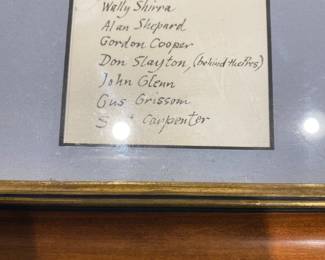 Wally Shirra
Alan Shepard
Gordon Cooper
Don Slayton, (behind the Pres)
John Glenn
Gus Grissom
Carpenter